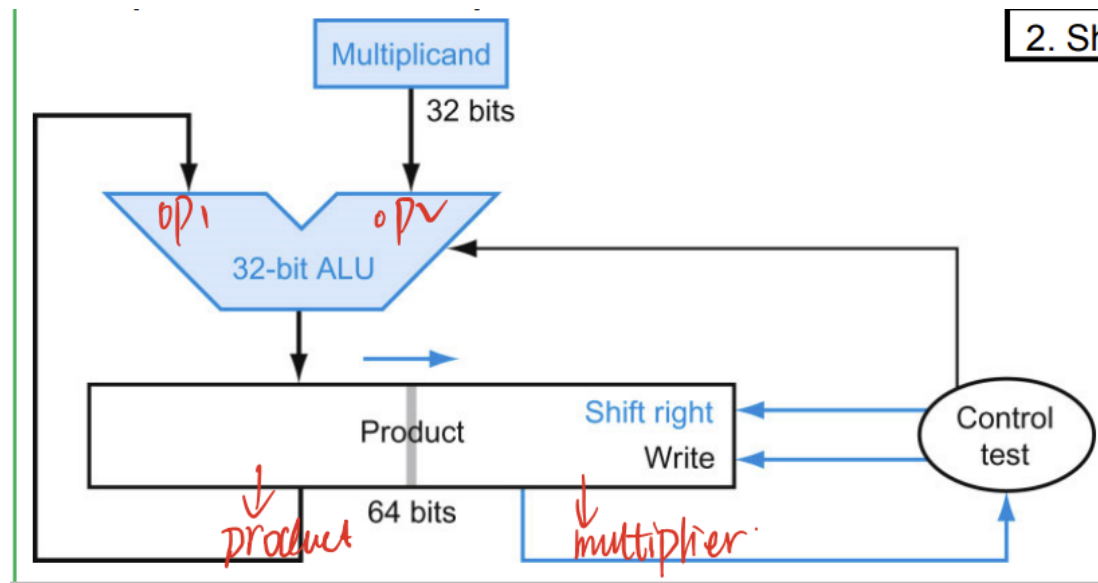 2. Sh
Multiplicand
32 bits
op1 op2
32-bit ALU
Product
Shift right
Write
Control
test
64 bits
product
multiplier